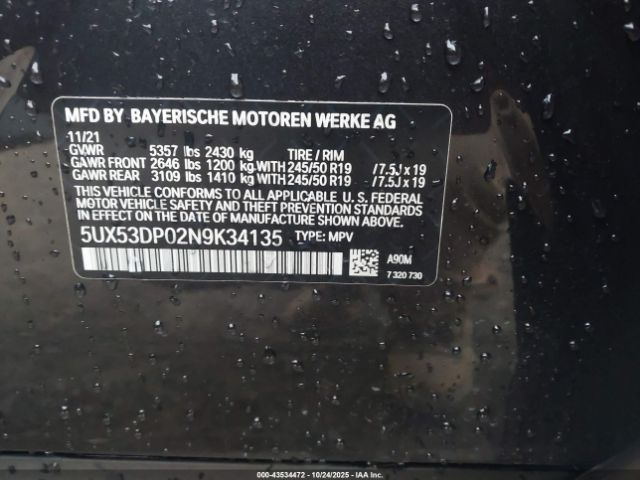 MFD BY BAYERISCHE MOTOREN WERKE AG
11/21
GVWR 5357 lbs 2430 kg TIRE / RIM
GAWR FRONT 2646 lbs 1200 kg WITH 245/50 R19 /7.5J x 19
GAWR REAR 3109 lbs 1410 kg WITH 245/50 R19 /7.5J x 19
THIS VEHICLE CONFORMS TO ALL APPLICABLE U. S. FEDERAL
MOTOR VEHICLE SAFETY, BUMPER, AND THEFT PREVENTION
STANDARDS IN EFFECT ON THE DATE OF MANUFACTURE
SHOWN ABOVE.
5UX53DP02N9K34135 TYPE: MPV
A90M
7 320 730
000-43534472 | 10/24/2025 | © IAA Inc.